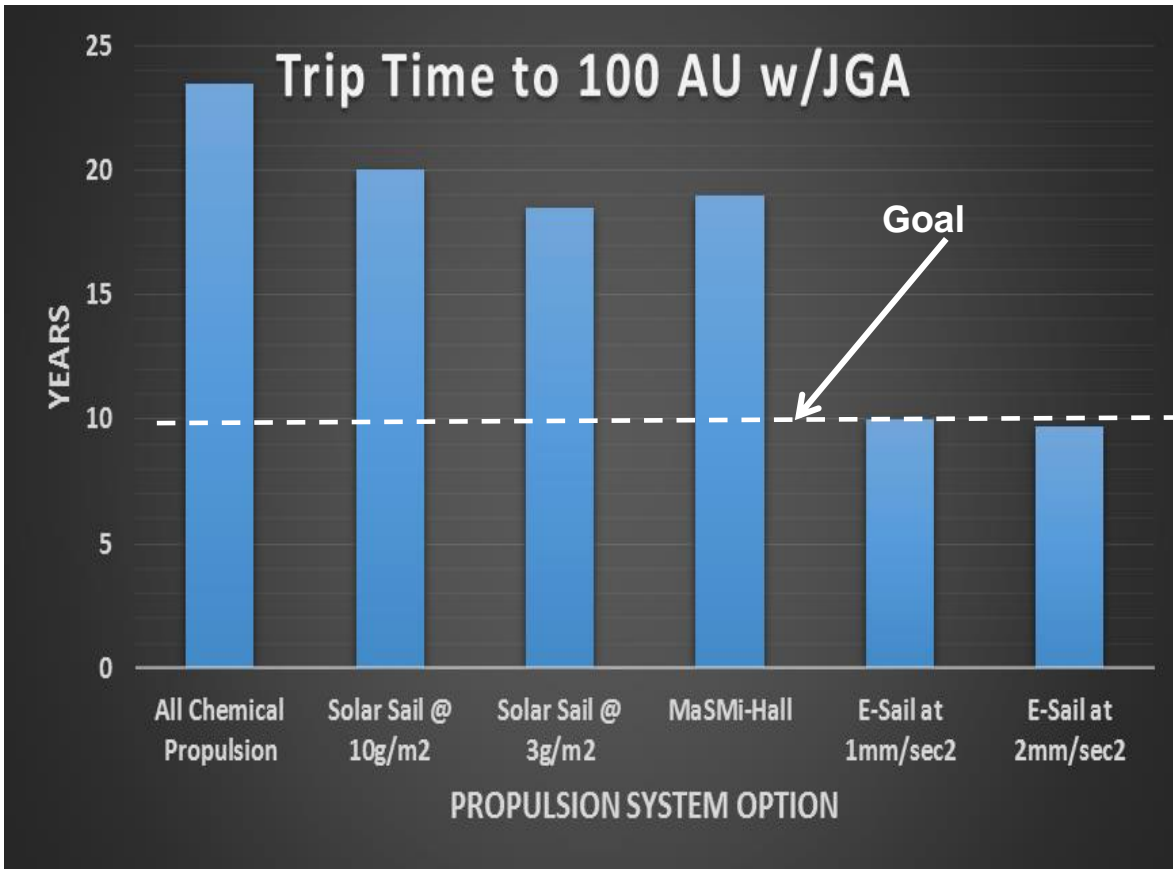 Trip Time to 100 AU w/JGA
25
20
15
10
5
0
YEARS
Goal
All Chemical
Propulsion
Solar Sail @
10g/m2
Solar Sail @
3g/m2
MaSMi-Hall
E-Sail at
1mm/sec2
E-Sail at
2mm/sec2
PROPULSION SYSTEM OPTION